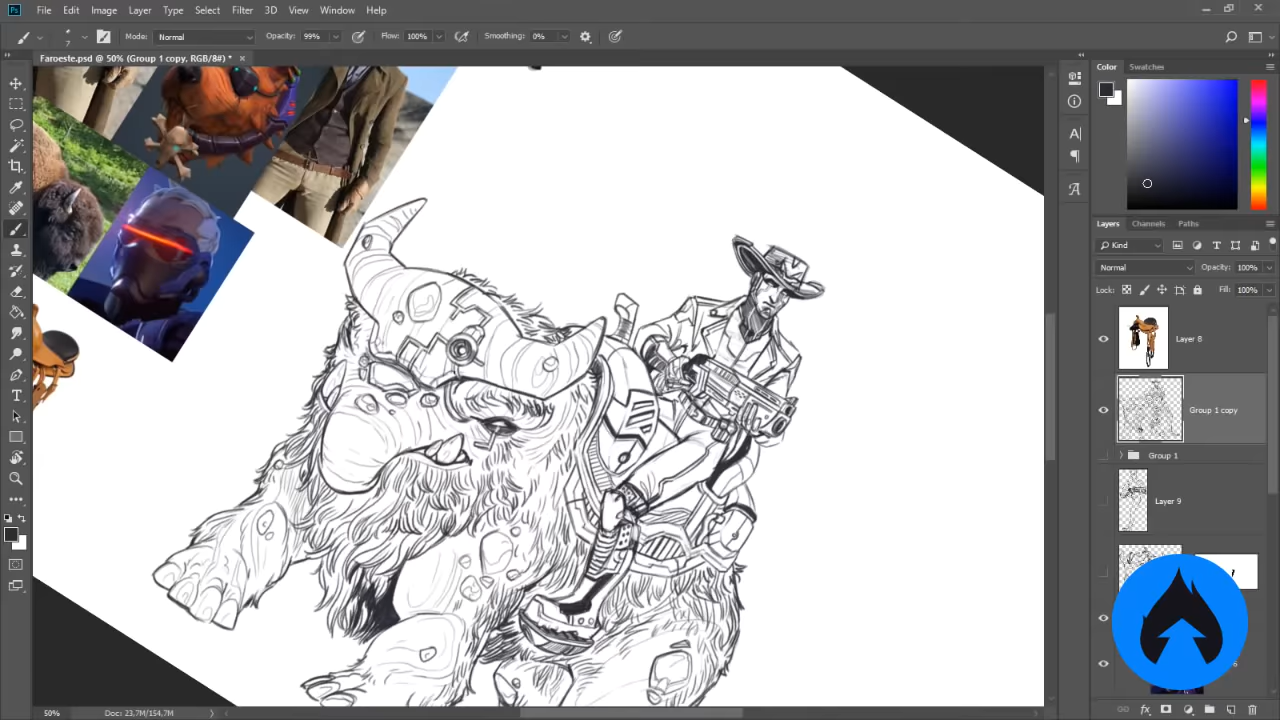 Ps File Edit Image Layer Type Select Filter 3D View Window Help
7 Mode: Normal Opacity: 99% Flow: 100% Smoothing: 0%
Faroeste.psd @ 50% (Group 1 copy, RGB/8#) * ×
Color Swatches
Layers Channels Paths
Kind
Normal Opacity: 100%
Lock: Fill: 100%
Layer 8
Group 1 copy
Group 1
Layer 9
50% Doc: 23,7M/154,7M